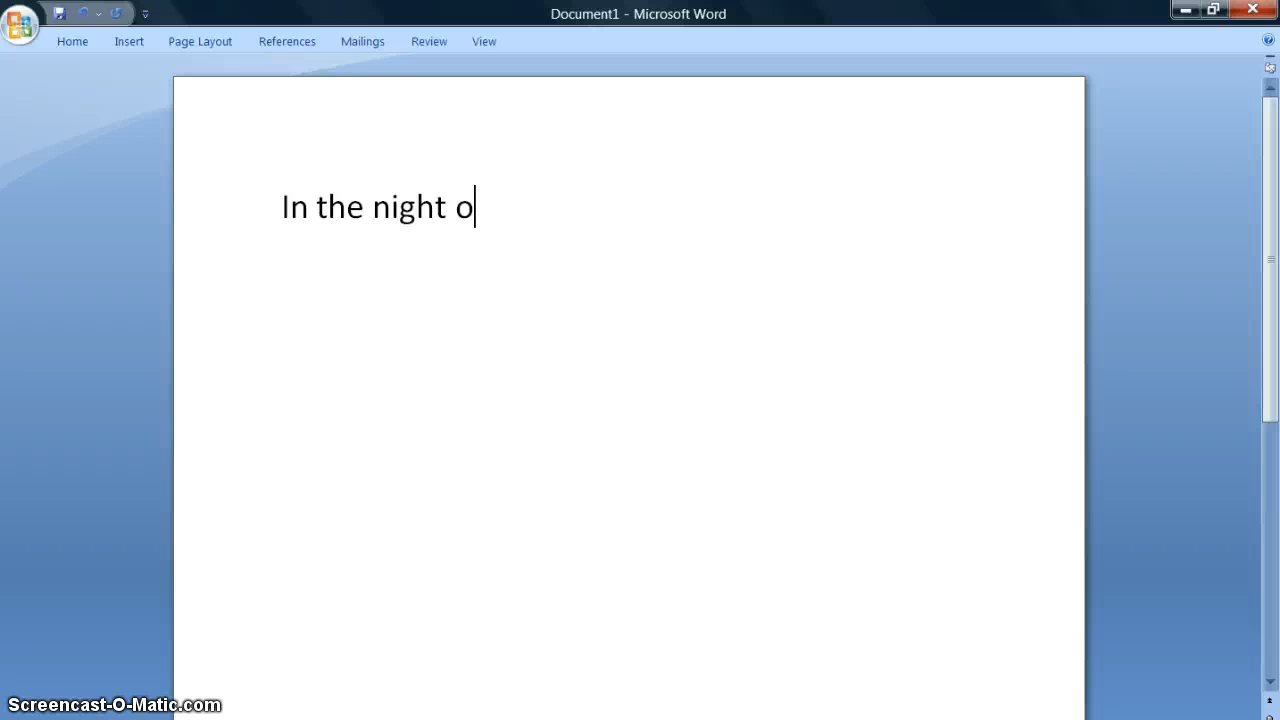 Document1 - Microsoft Word
Home Insert Page Layout References Mailings Review View
In the night o
Screencast-O-Matic.com